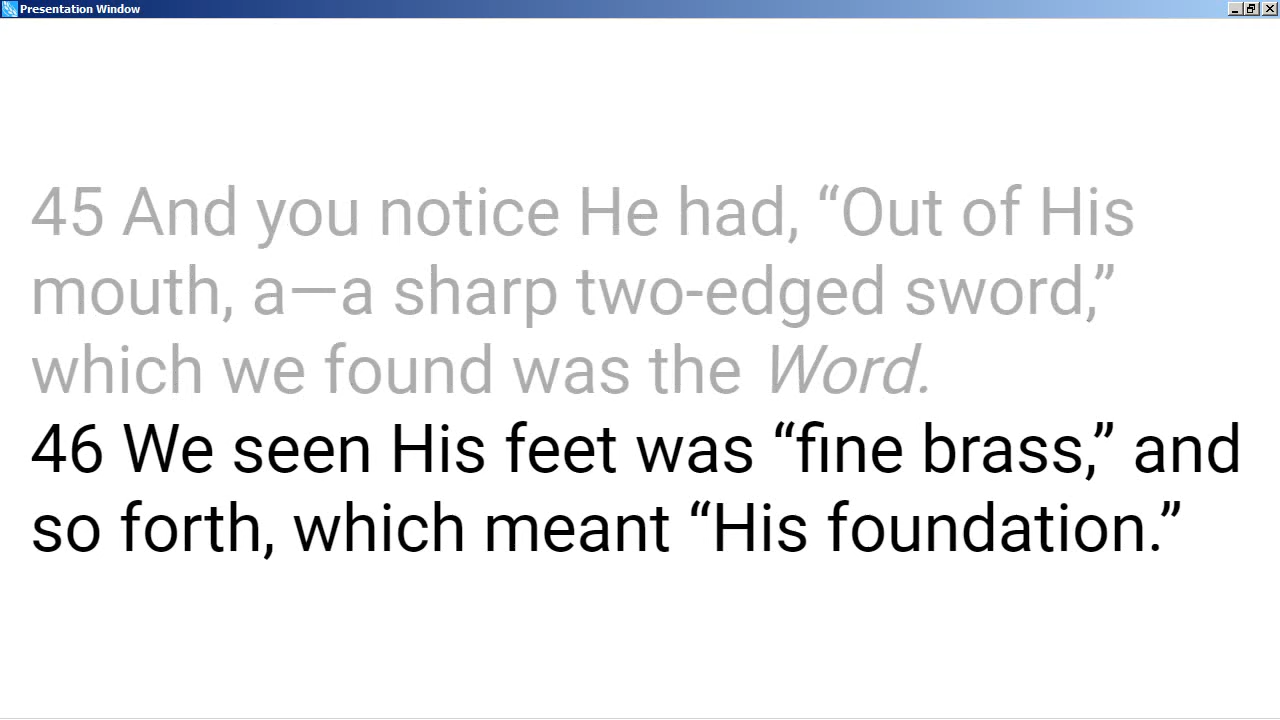 Presentation Window
45 And you notice He had, “Out of His
mouth, a—a sharp two-edged sword,”
which we found was the Word.
46 We seen His feet was “fine brass,” and
so forth, which meant “His foundation.”